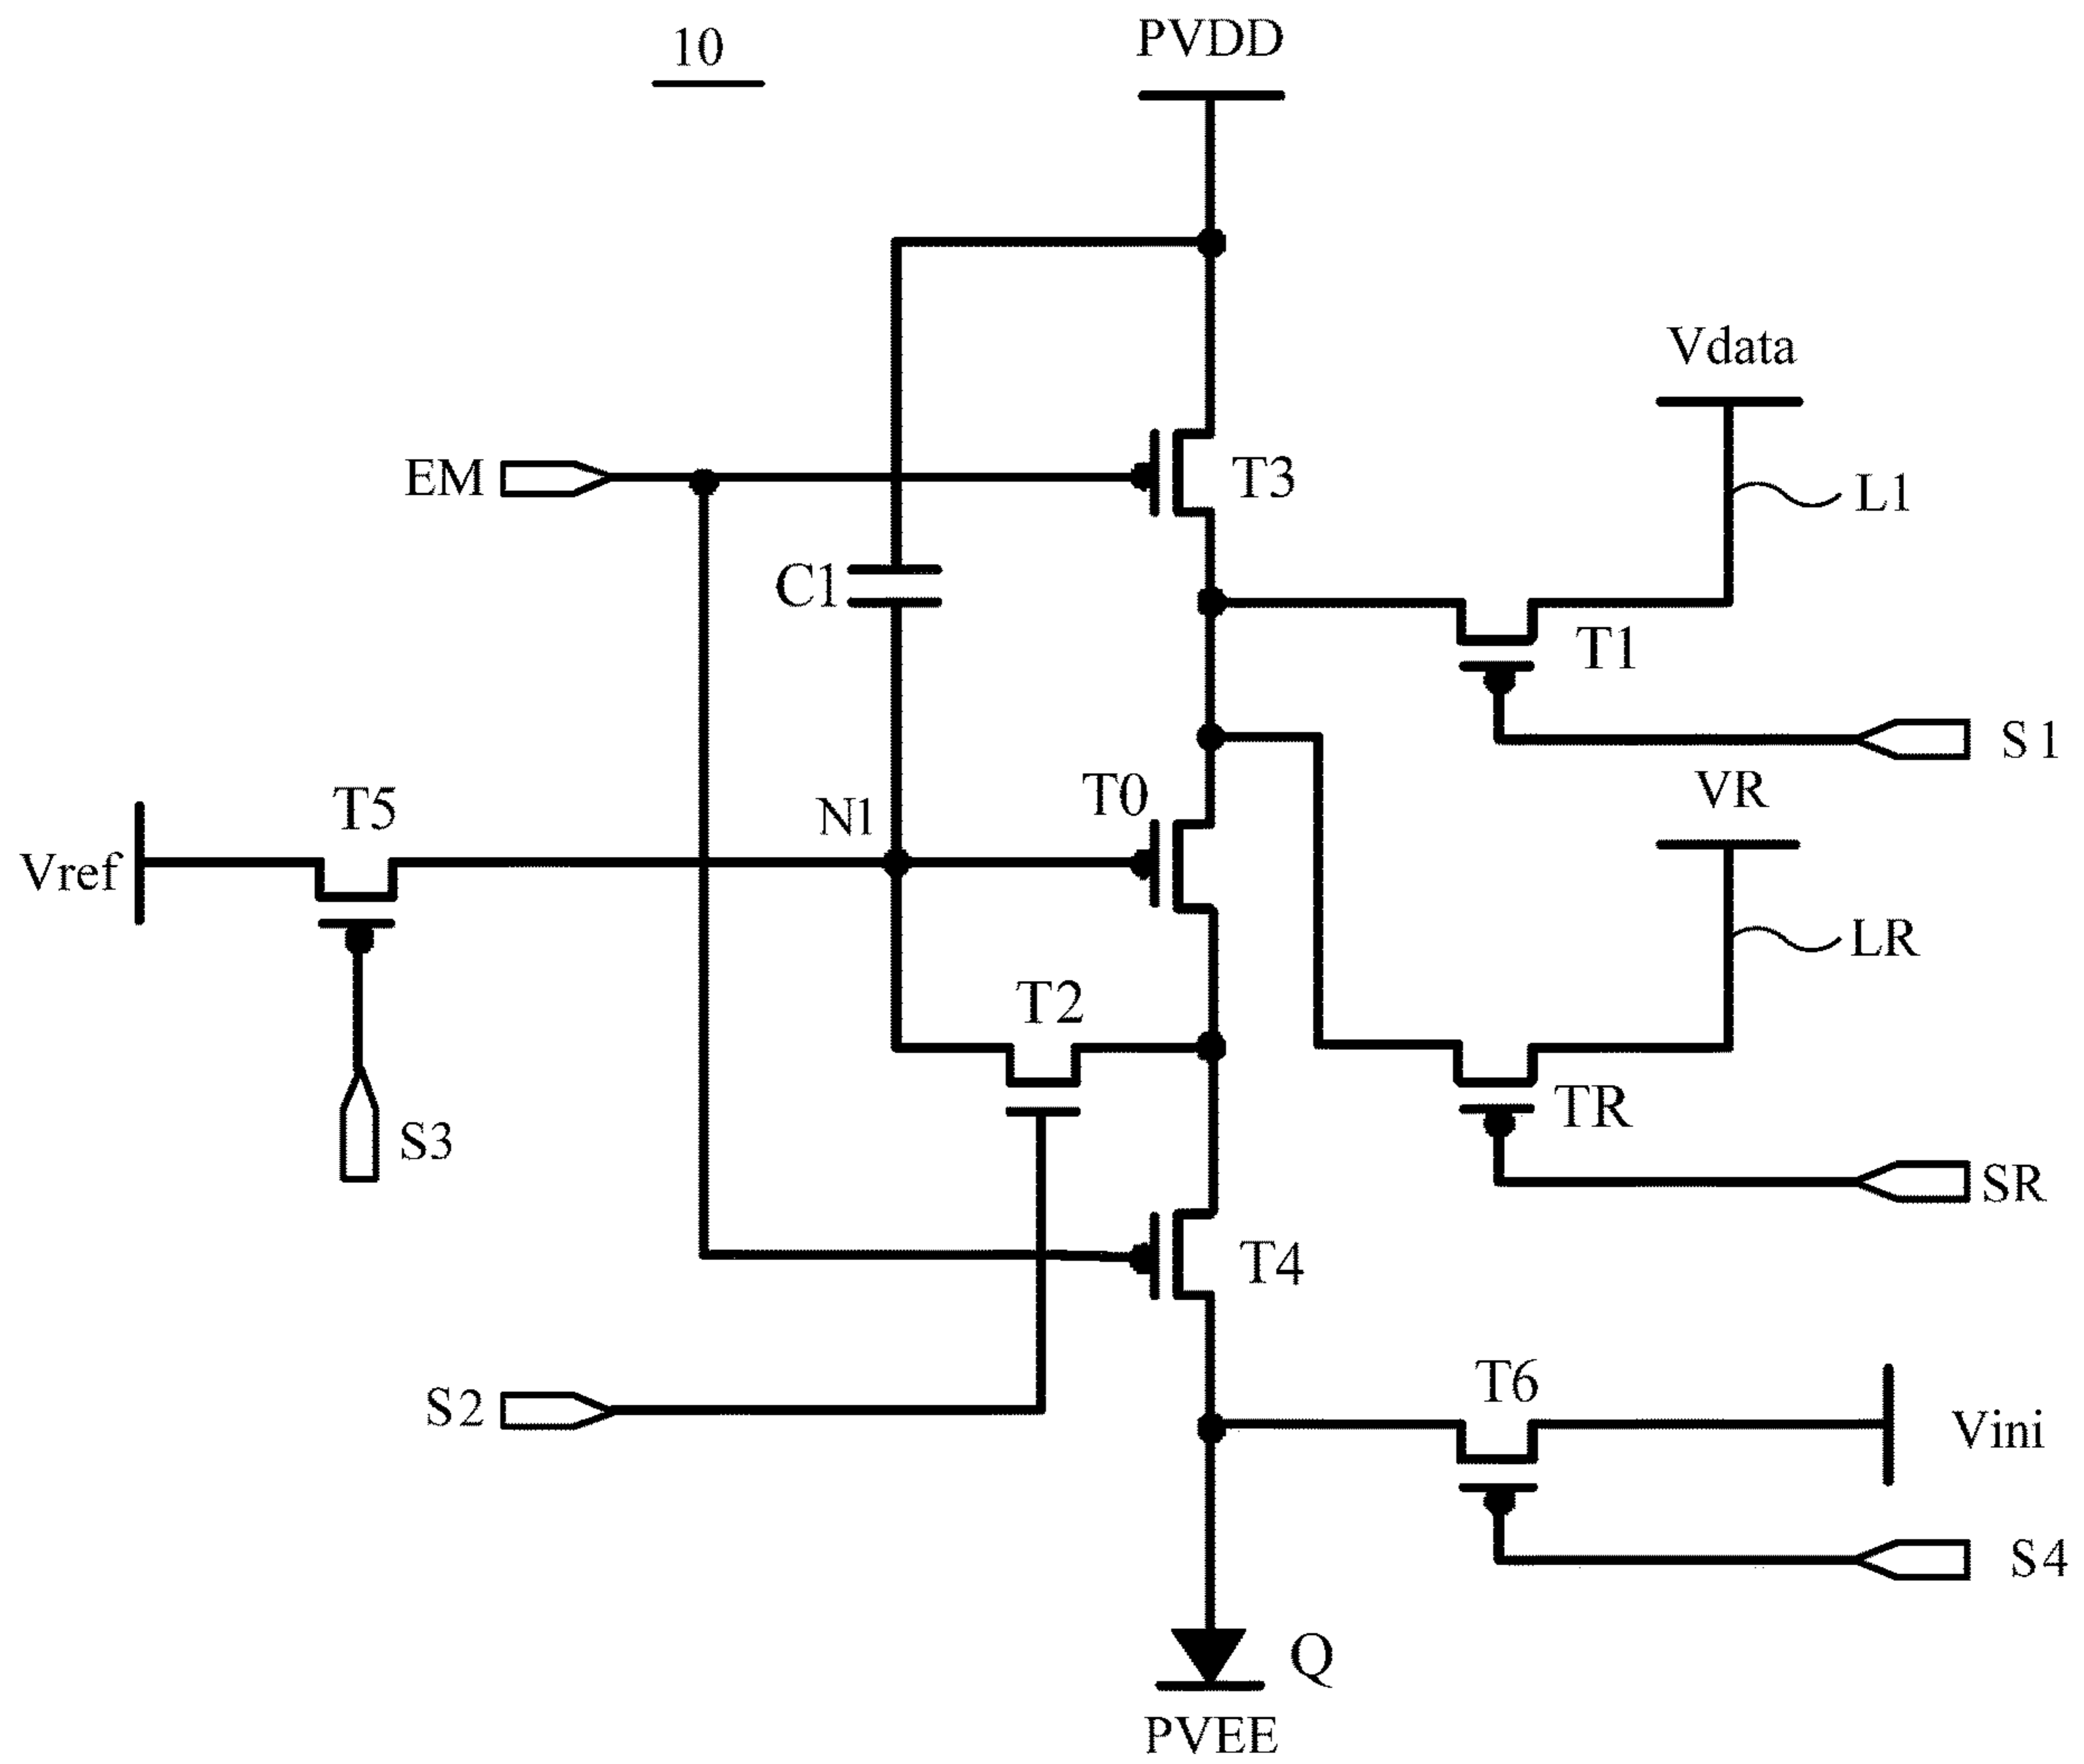 10
PVDD
Vdata
EM
T3
L1
C1
T1
S1
VR
T0
N1
T5
Vref
LR
T2
TR
S3
SR
T4
T6
S2
Vini
S4
Q
PVEE